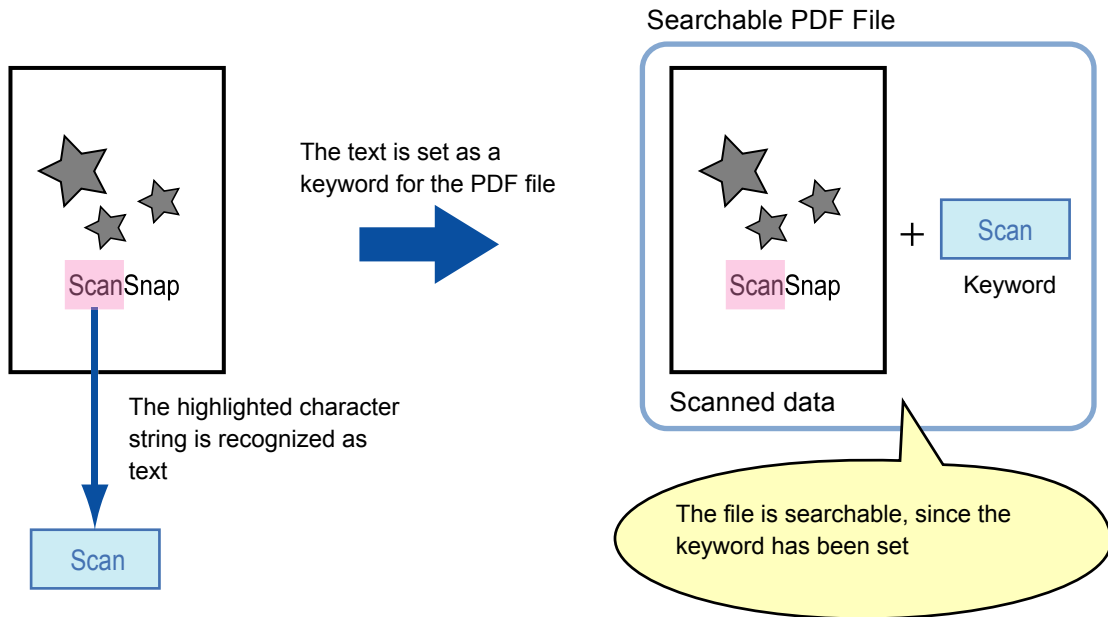 Searchable PDF File
The text is set as a
keyword for the PDF file
ScanSnap
The highlighted character
string is recognized as
text
Scan
ScanSnap
+
Scan
Keyword
Scanned data
The file is searchable, since the
keyword has been set